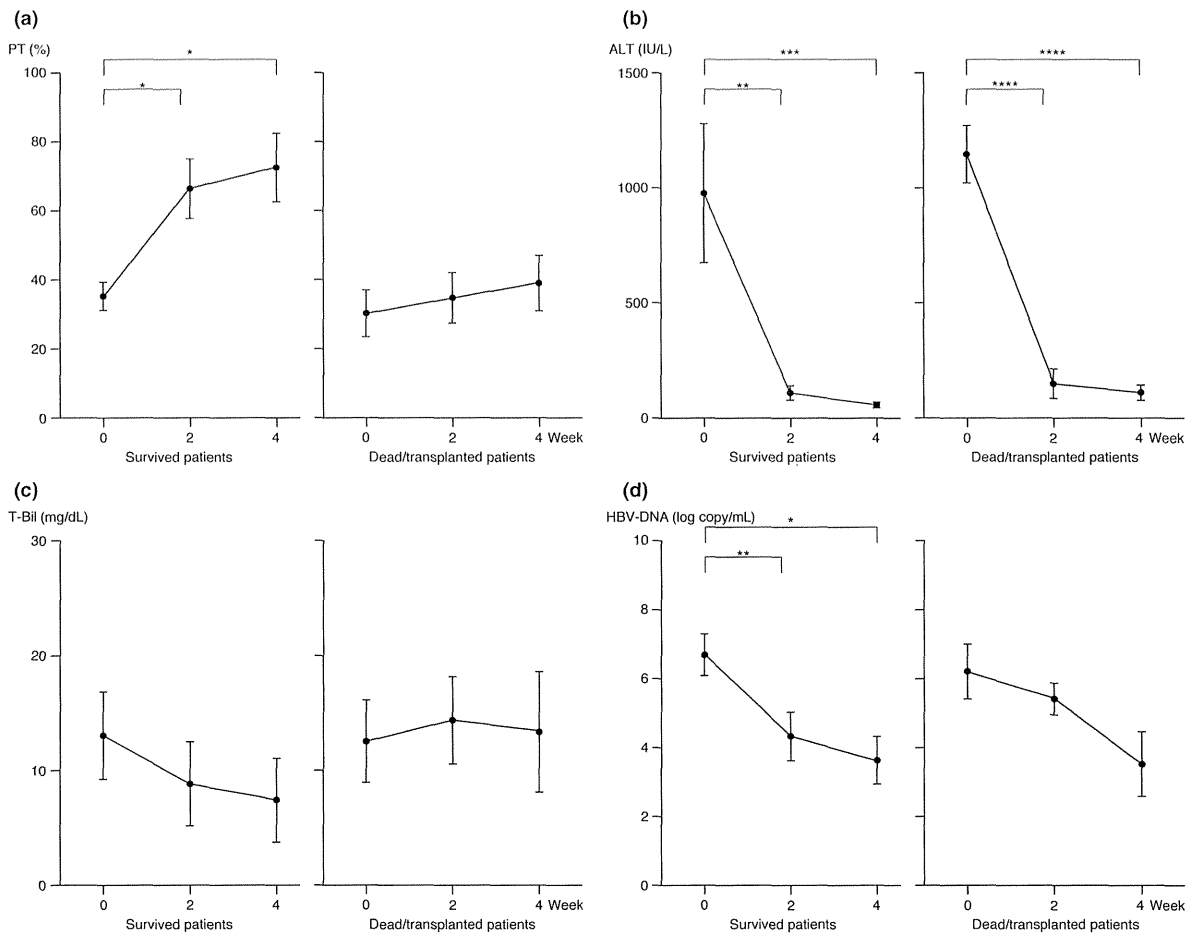 (a)
PT (%)
*
*
100
80
60
40
20
0
0 2 4
Survived patients
0 2 4 Week
Dead/transplanted patients
(b)
ALT (IU/L)
***
**
****
****
1500
1000
500
0
0 2 4
Survived patients
0 2 4 Week
Dead/transplanted patients
(c)
T-Bil (mg/dL)
30
20
10
0
0 2 4
Survived patients
0 2 4 Week
Dead/transplanted patients
(d)
HBV-DNA (log copy/mL)
*
**
10
8
6
4
2
0
0 2 4
Survived patients
0 2 4 Week
Dead/transplanted patients